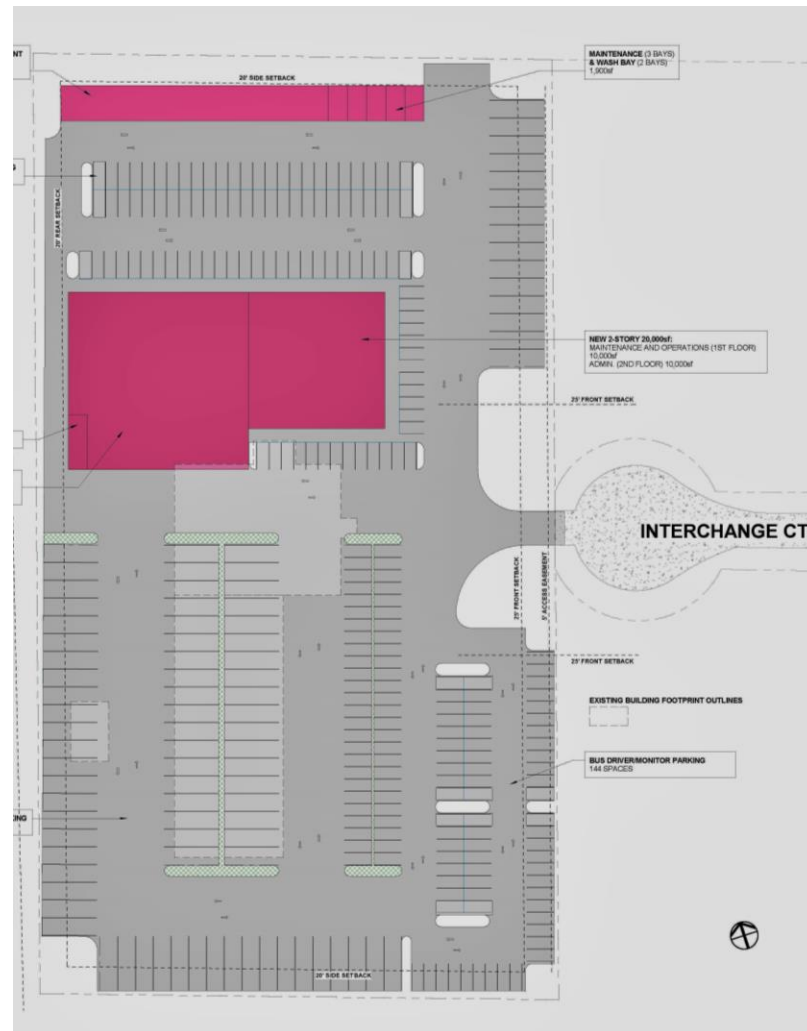 NT
MAINTENANCE (3 BAYS)
& WASH BAY (2 BAYS)
1,900sf
20' SIDE SETBACK
G
20' REAR SETBACK
NEW 2-STORY 20,000sf:
MAINTENANCE AND OPERATIONS (1ST FLOOR)
10,000sf
ADMIN. (2ND FLOOR) 10,000sf
25' FRONT SETBACK
INTERCHANGE CT
25' FRONT SETBACK
5' ACCESS EASEMENT
25' FRONT SETBACK
EXISTING BUILDING FOOTPRINT OUTLINES
BUS DRIVER/MONITOR PARKING
144 SPACES
KING
20' SIDE SETBACK